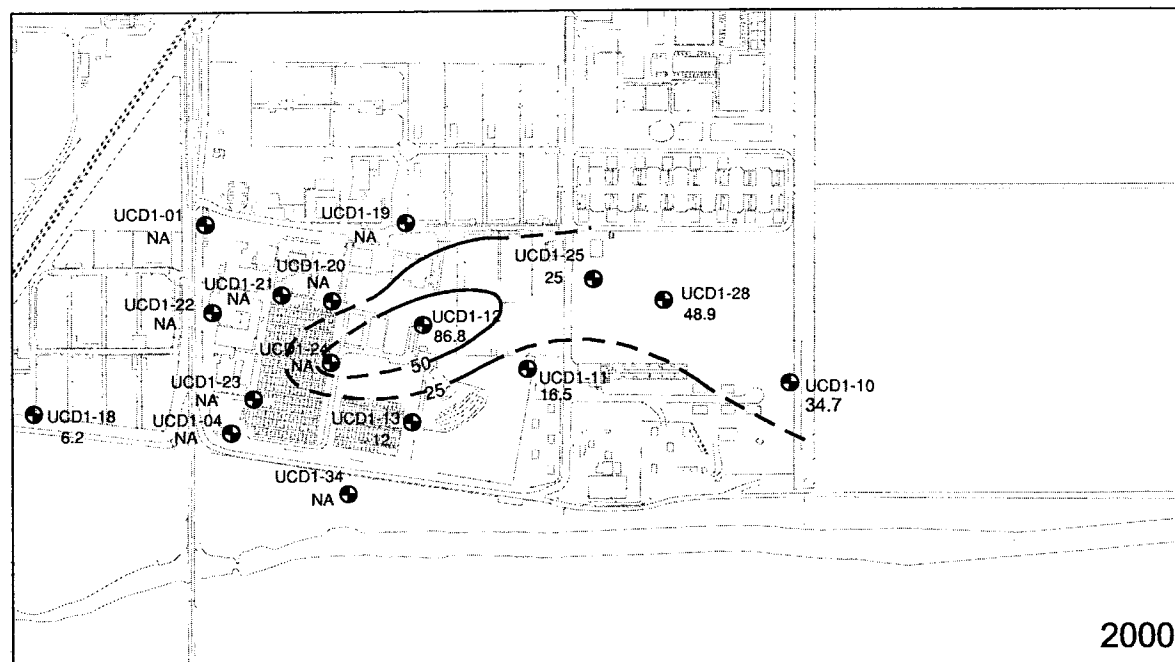 UCD1-01
NA
UCD1-19
NA
UCD1-25
25
UCD1-20
NA
UCD1-21
NA
UCD1-28
48.9
UCD1-22
NA
UCD1-12
86.8
UCD1-24
NA
50
25
UCD1-11
16.5
UCD1-10
34.7
UCD1-23
NA
UCD1-18
6.2
UCD1-04
NA
UCD1-13
12
UCD1-34
NA
2000